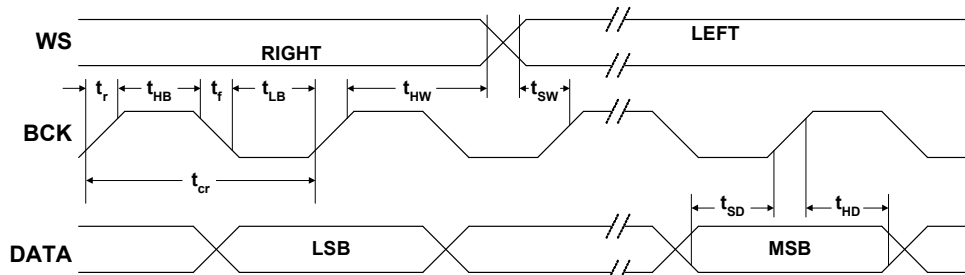 WS
RIGHT
LEFT
tr tHB tf tLB tHW tSW
BCK
tcr
tSD tHD
DATA
LSB
MSB